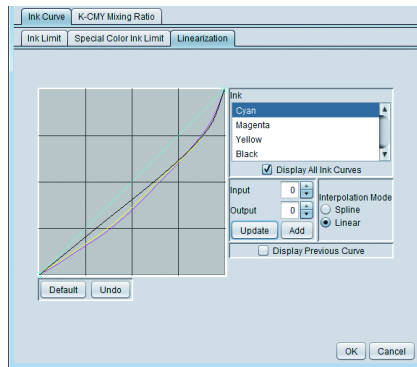 Ink Curve K-CMY Mixing Ratio
Ink Limit Special Color Ink Limit Linearization
Ink
Cyan
Magenta
Yellow
Black
Display All Ink Curves
Input 0
Output 0
Update Add
Interpolation Mode
Spline
Linear
Display Previous Curve
Default Undo
OK Cancel